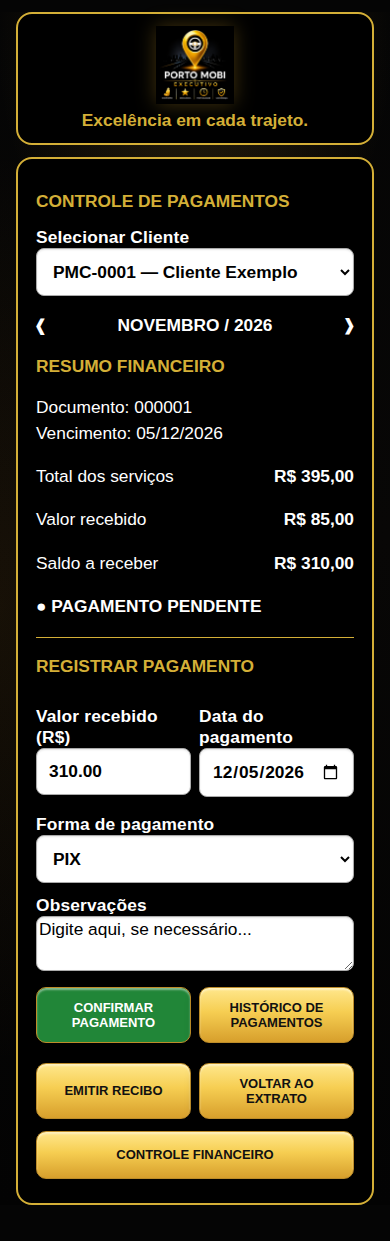 PORTO MOBI
EXECUTIVO
Excelência em cada trajeto.
CONTROLE DE PAGAMENTOS
Selecionar Cliente
PMC-0001 — Cliente Exemplo
❰ NOVEMBRO / 2026 ❱
RESUMO FINANCEIRO
Documento: 000001
Vencimento: 05/12/2026
Total dos serviços R$ 395,00
Valor recebido R$ 85,00
Saldo a receber R$ 310,00
● PAGAMENTO PENDENTE
REGISTRAR PAGAMENTO
Valor recebido
(R$)
310.00
Data do
pagamento
12/05/2026
Forma de pagamento
PIX
Observações
Digite aqui, se necessário...
CONFIRMAR
PAGAMENTO
HISTÓRICO DE
PAGAMENTOS
EMITIR RECIBO
VOLTAR AO
EXTRATO
CONTROLE FINANCEIRO